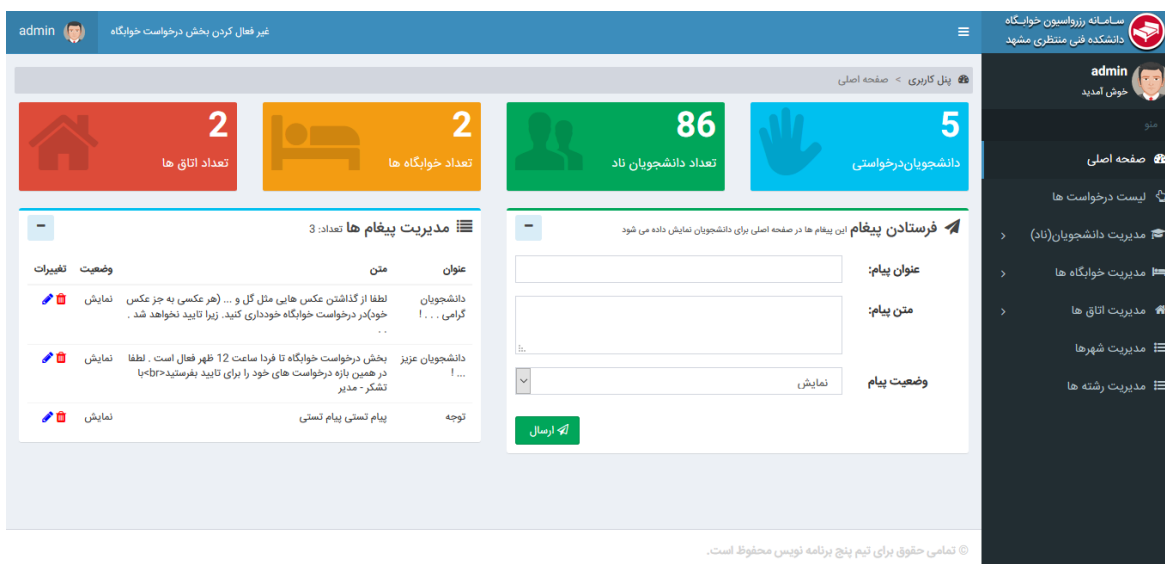 سـامـانه رزرواسیون خوابـگاه
دانشکده فنی منتظری مشهد
غیر فعال کردن بخش درخواست خوابگاه
admin
admin
خوش آمدید
منو
صفحه اصلی
لیست درخواست ها
مدیریت دانشجویان(ناد)
مدیریت خوابگاه ها
مدیریت اتاق ها
مدیریت شهرها
مدیریت رشته ها
پنل کاربری > صفحه اصلی
5
دانشجویان‌درخواستی
86
تعداد دانشجویان ناد
2
تعداد خوابگاه ها
2
تعداد اتاق ها
فرستادن پیغام این پیغام ها در صفحه اصلی برای دانشجویان نمایش داده می شود
عنوان پیام:
متن پیام:
وضعیت پیام
نمایش
ارسال
مدیریت پیغام ها تعداد: 3
عنوان متن وضعیت تغییرات
دانشجویان گرامی . . . !
لطفا از گذاشتن عکس هایی مثل گل و ... (هر عکسی به جز عکس
خود)در درخواست خوابگاه خودداری کنید. زیرا تایید نخواهد شد .
. .
نمایش
دانشجویان عزیز ... !
بخش درخواست خوابگاه تا فردا ساعت 12 ظهر فعال است . لطفا
در همین بازه درخواست های خود را برای تایید بفرستید<br>با
تشکر - مدیر
نمایش
توجه
پیام تستی پیام تستی
نمایش
© تمامی حقوق برای تیم پنج برنامه نویس محفوظ است.